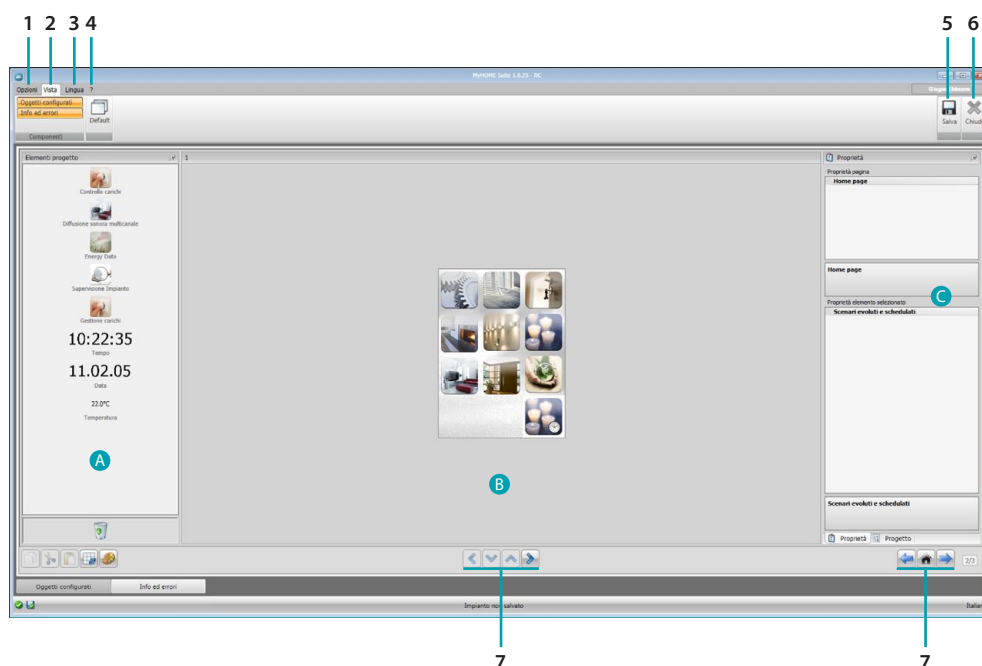 1 2 3 4 5 6
MyHOME Suite 1.0.25 - RC
Opzioni Vista Lingua ?
Oggetti configurati
Info ed errori
Default
Salva
Componenti
Elementi progetto
1
Proprietà
Controllo carichi
Diffusione sonora multicanale
Energy Data
Supervisione Impianto
Gestione carichi
10:22:35
Tempo
11.02.05
Data
22.0°C
Temperatura
A
B
Proprietà pagina
Home page
Home page
C
Proprietà elemento selezionato
Scenari evoluti e schedulati
Scenari evoluti e schedulati
Proprietà Progetto
2/3
Oggetti configurati Info ed errori
Impianto non salvato
7 7